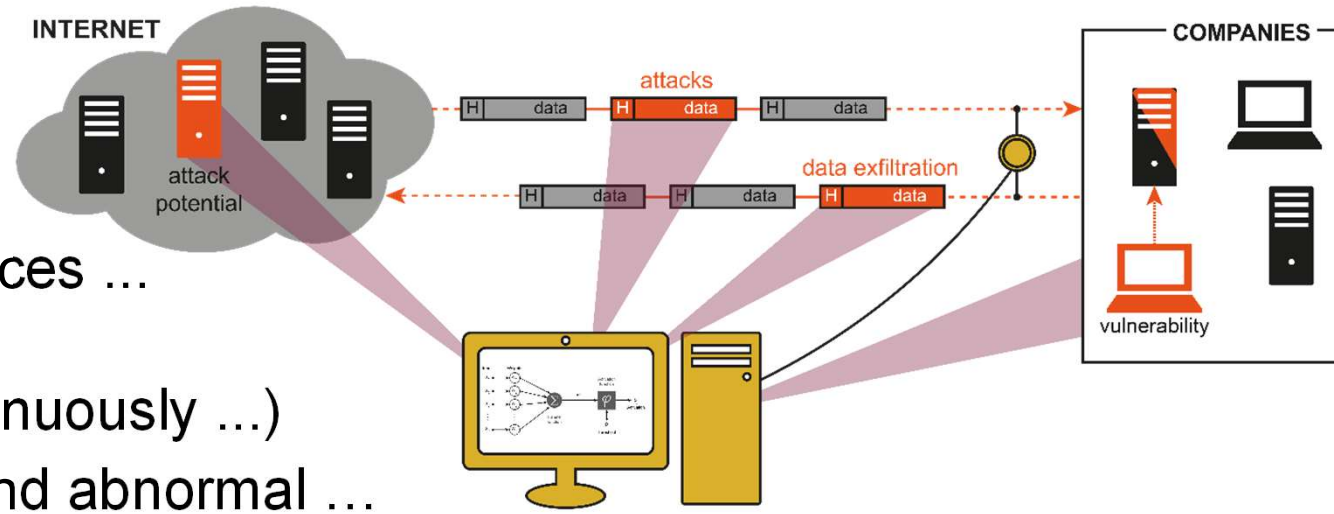 INTERNET
COMPANIES
attacks
H data H data H data
data exfiltration
H data H data H data
attack
potential
vulnerability
ces ...
nuously ...)
nd abnormal ...
Σ
φ